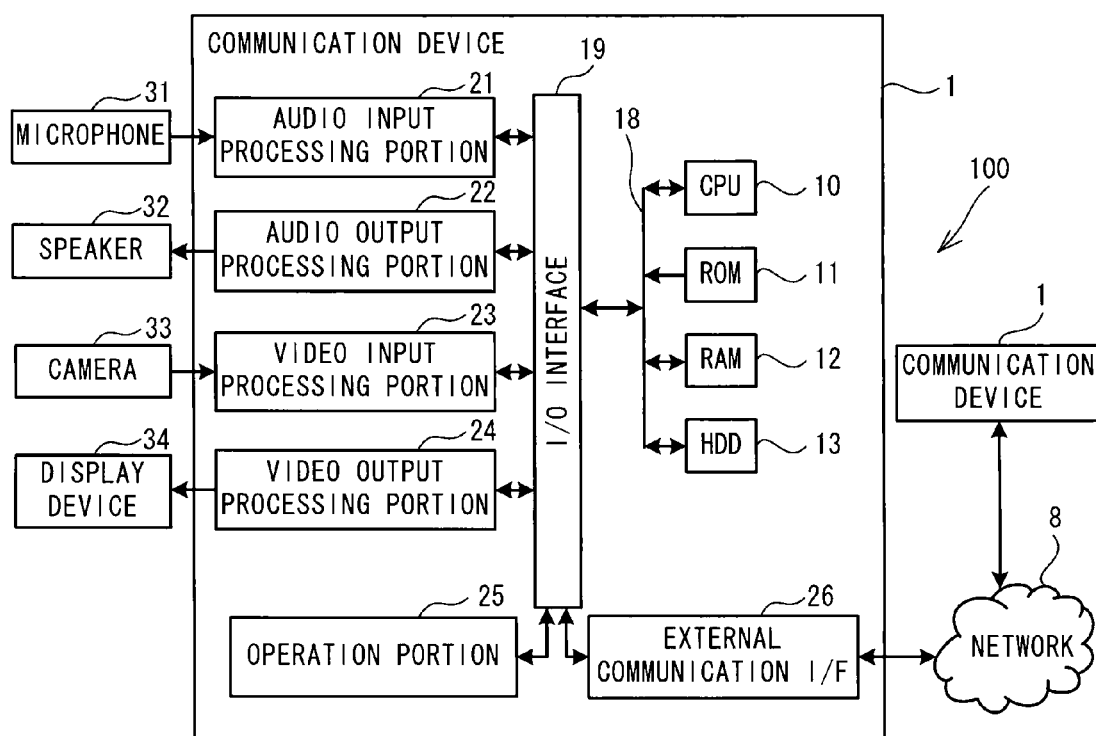 COMMUNICATION DEVICE
19
1
31
MICROPHONE
21
AUDIO INPUT
PROCESSING PORTION
18
CPU
10
100
32
SPEAKER
22
AUDIO OUTPUT
PROCESSING PORTION
ROM
11
I/O INTERFACE
33
CAMERA
23
VIDEO INPUT
PROCESSING PORTION
RAM
12
1
COMMUNICATION
DEVICE
34
DISPLAY
DEVICE
24
VIDEO OUTPUT
PROCESSING PORTION
HDD
13
8
NETWORK
25
OPERATION PORTION
26
EXTERNAL
COMMUNICATION I/F